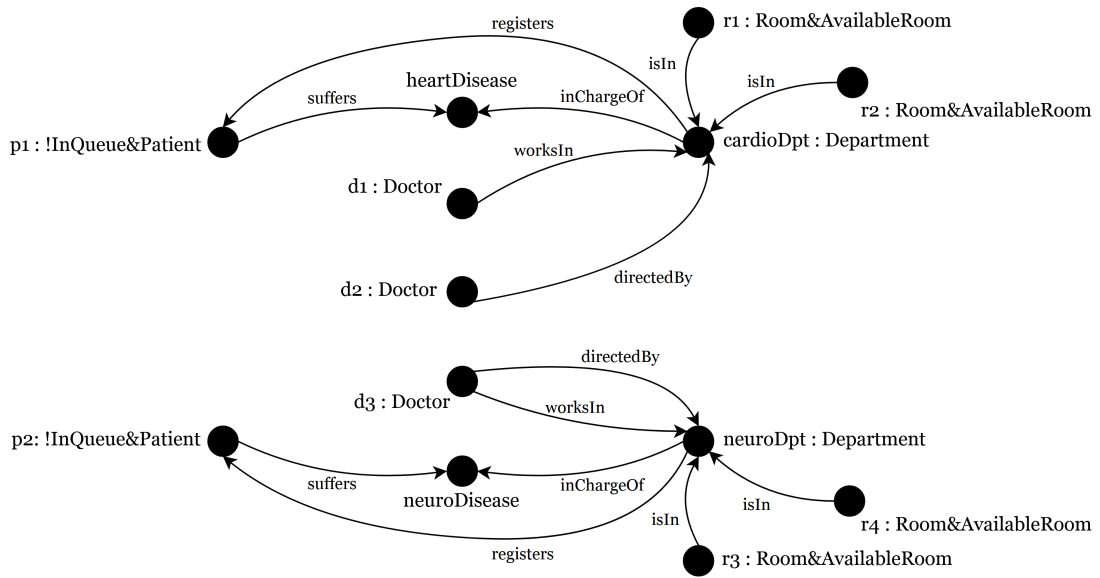 r1 : Room&AvailableRoom
registers
isIn
isIn
heartDisease
suffers
inChargeOf
r2 : Room&AvailableRoom
p1 : !InQueue&Patient
cardioDpt : Department
worksIn
d1 : Doctor
directedBy
d2 : Doctor
directedBy
d3 : Doctor
worksIn
p2: !InQueue&Patient
neuroDpt : Department
suffers
inChargeOf
neuroDisease
isIn
isIn
r4 : Room&AvailableRoom
registers
r3 : Room&AvailableRoom